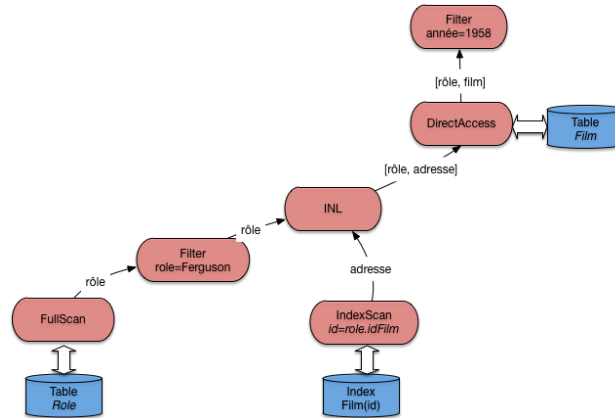 Filter
année=1958
[rôle, film]
DirectAccess
Table
Film
[rôle, adresse]
INL
rôle
Filter
role=Ferguson
adresse
rôle
FullScan
IndexScan
id=role.idFilm
Table
Role
Index
Film(id)